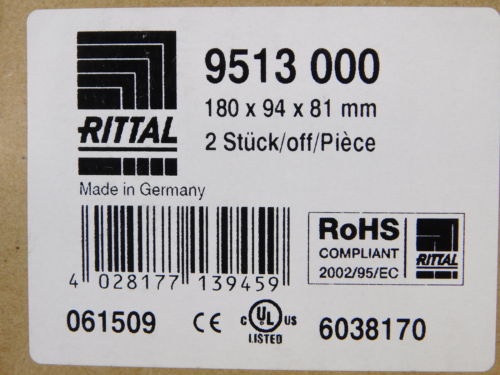 9513 000
180 x 94 x 81 mm
RITTAL
2 Stück/off/Pièce
Made in Germany
RoHS
COMPLIANT
2002/95/EC
RITTAL
4 028177 139459
061509 CE c UL US LISTED 6038170